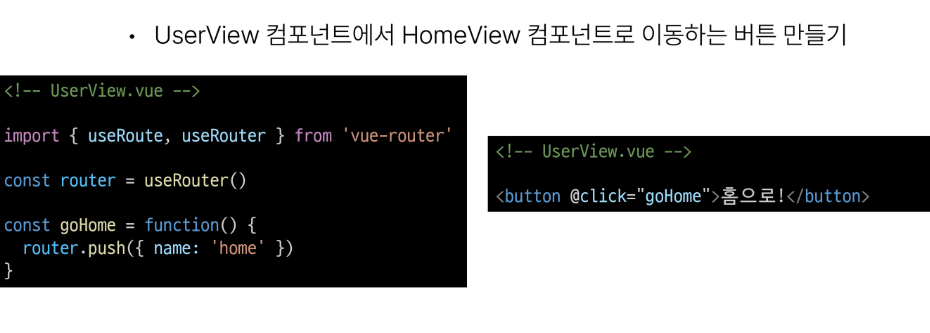 • UserView 컴포넌트에서 HomeView 컴포넌트로 이동하는 버튼 만들기
<!-- UserView.vue -->
import { useRoute, useRouter } from 'vue-router'
const router = useRouter()
const goHome = function() {
  router.push({ name: 'home' })
}
<!-- UserView.vue -->
<button @click="goHome">홈으로!</button>